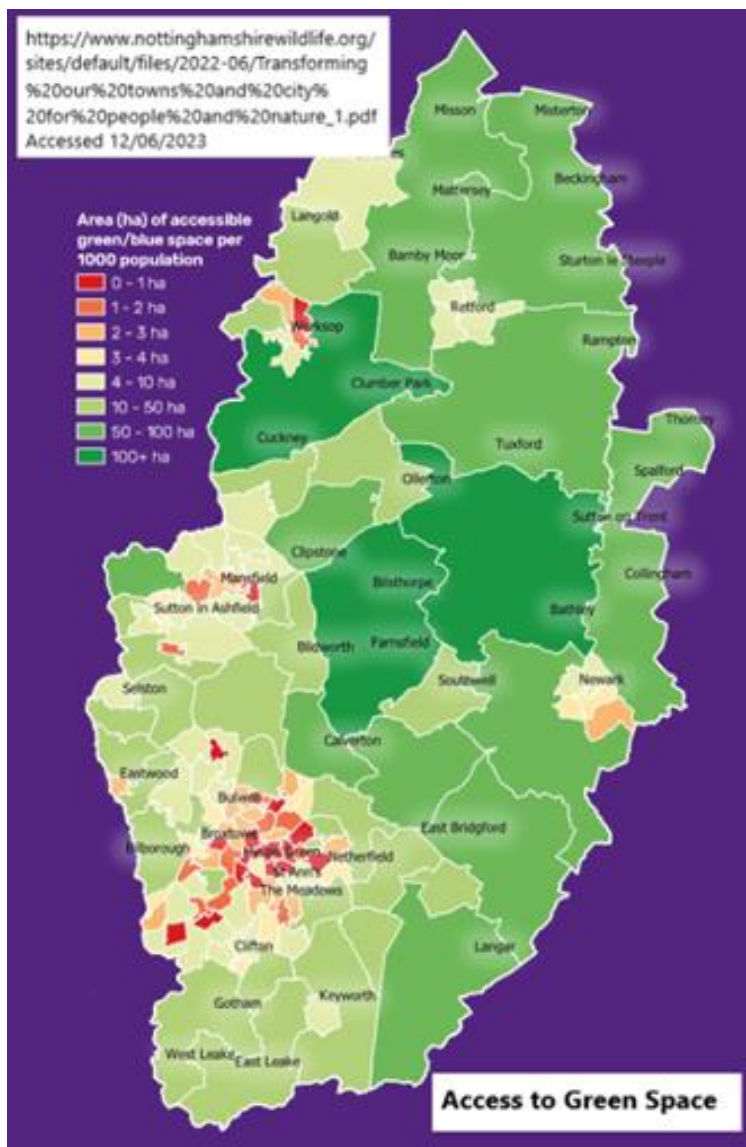 https://www.nottinghamshirewildlife.org/
sites/default/files/2022-06/Transforming
%20our%20towns%20and%20city%
20for%20people%20and%20nature_1.pdf
Accessed 12/06/2023
Misson
Misterton
Mattersey
Beckingham
Area (ha) of accessible
green/blue space per
1000 population
0 - 1 ha
1 - 2 ha
2 - 3 ha
3 - 4 ha
4 - 10 ha
10 - 50 ha
50 - 100 ha
100+ ha
Langold
Barnby Moor
Sturton le Steeple
Worksop
Retford
Rampton
Clumber Park
Cuckney
Tuxford
Thorney
Ollerton
Spalford
Sutton on Trent
Clipstone
Mansfield
Bilsthorpe
Collingham
Sutton in Ashfield
Bathley
Blidworth
Farnsfield
Selston
Southwell
Newark
Calverton
Eastwood
Bulwell
Broxtowe
East Bridgford
Bilborough
Hyson Green
Netherfield
St Ann's
The Meadows
Clifton
Langar
Gotham
Keyworth
West Leake
East Leake
Access to Green Space